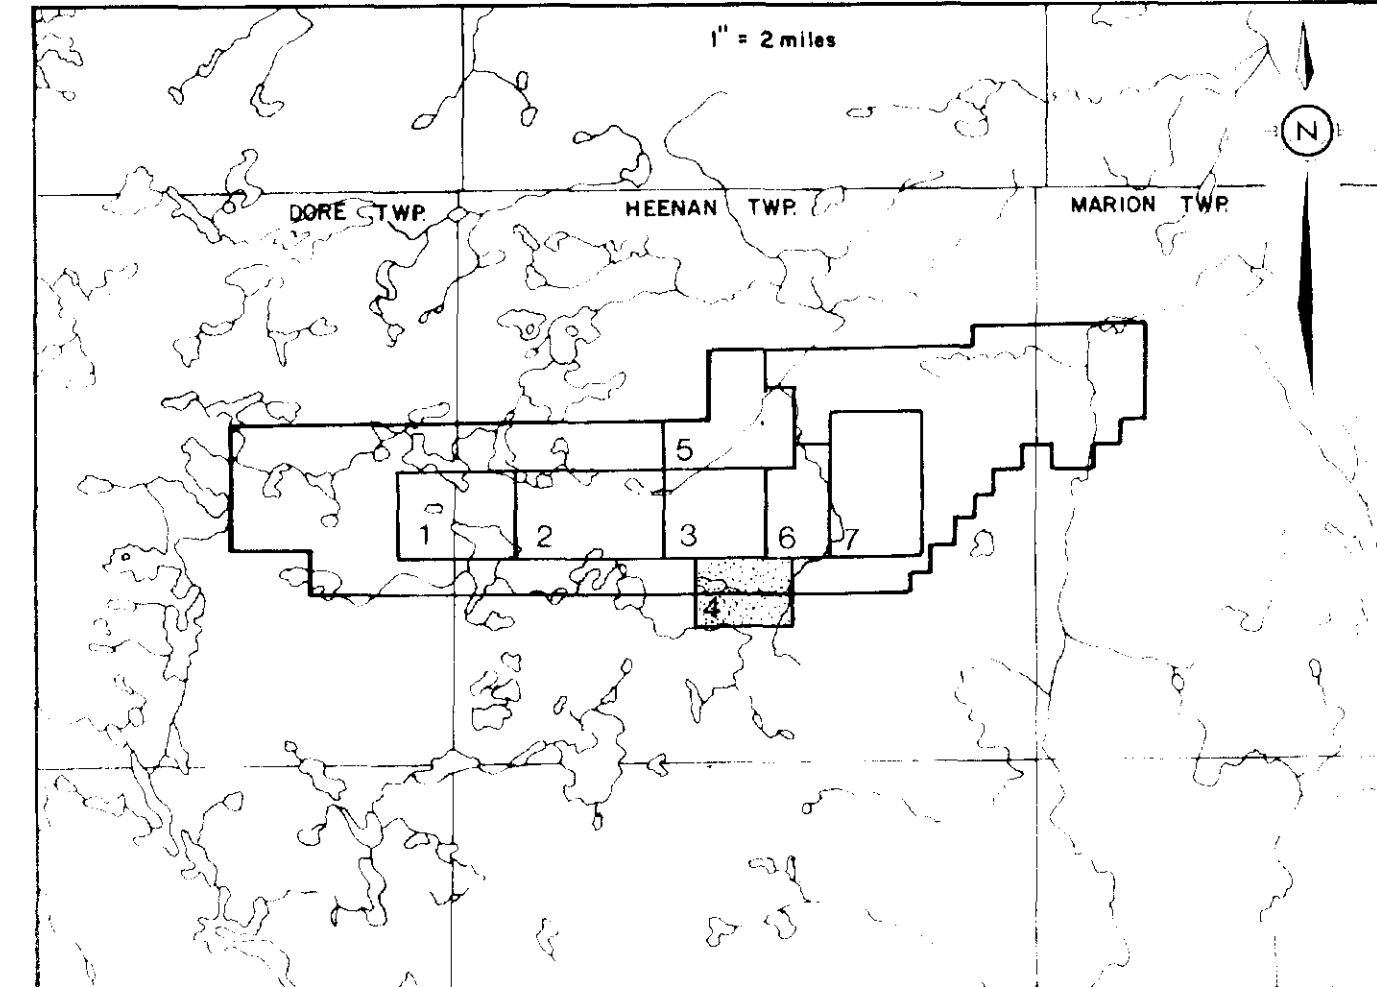 1" = 2 miles
N
DORE TWP.
HEENAN TWP.
MARION TWP.
5
1
2
3
6
7
4